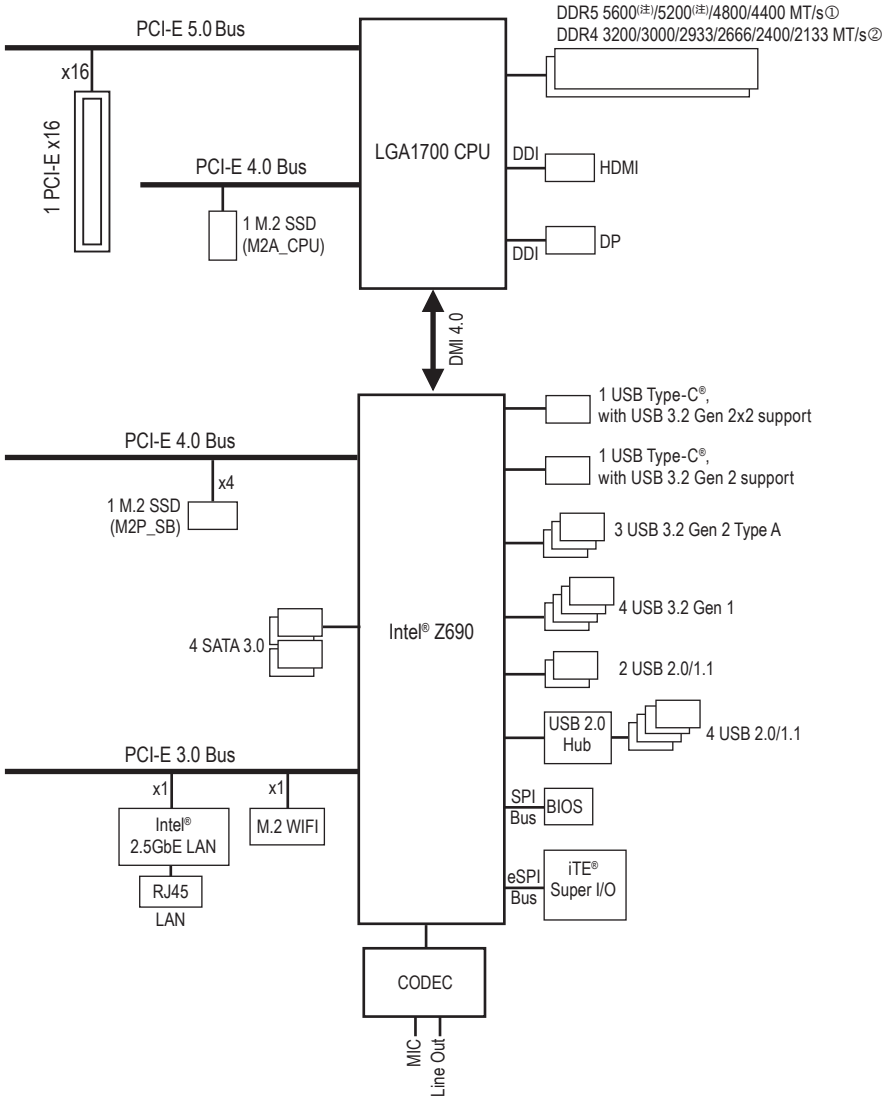 DDR5 5600(注)/5200(注)/4800/4400 MT/s①
DDR4 3200/3000/2933/2666/2400/2133 MT/s②
PCI-E 5.0 Bus
x16
1 PCI-E x16
LGA1700 CPU
DDI
HDMI
PCI-E 4.0 Bus
1 M.2 SSD
(M2A_CPU)
DP
DDI
DMI 4.0
1 USB Type-C®,
with USB 3.2 Gen 2x2 support
PCI-E 4.0 Bus
x4
1 M.2 SSD
(M2P_SB)
1 USB Type-C®,
with USB 3.2 Gen 2 support
3 USB 3.2 Gen 2 Type A
4 USB 3.2 Gen 1
4 SATA 3.0
Intel® Z690
2 USB 2.0/1.1
USB 2.0
Hub
4 USB 2.0/1.1
PCI-E 3.0 Bus
x1
x1
Intel®
2.5GbE LAN
M.2 WIFI
RJ45
LAN
SPI
Bus
BIOS
eSPI
Bus
iTE®
Super I/O
CODEC
MIC
Line Out